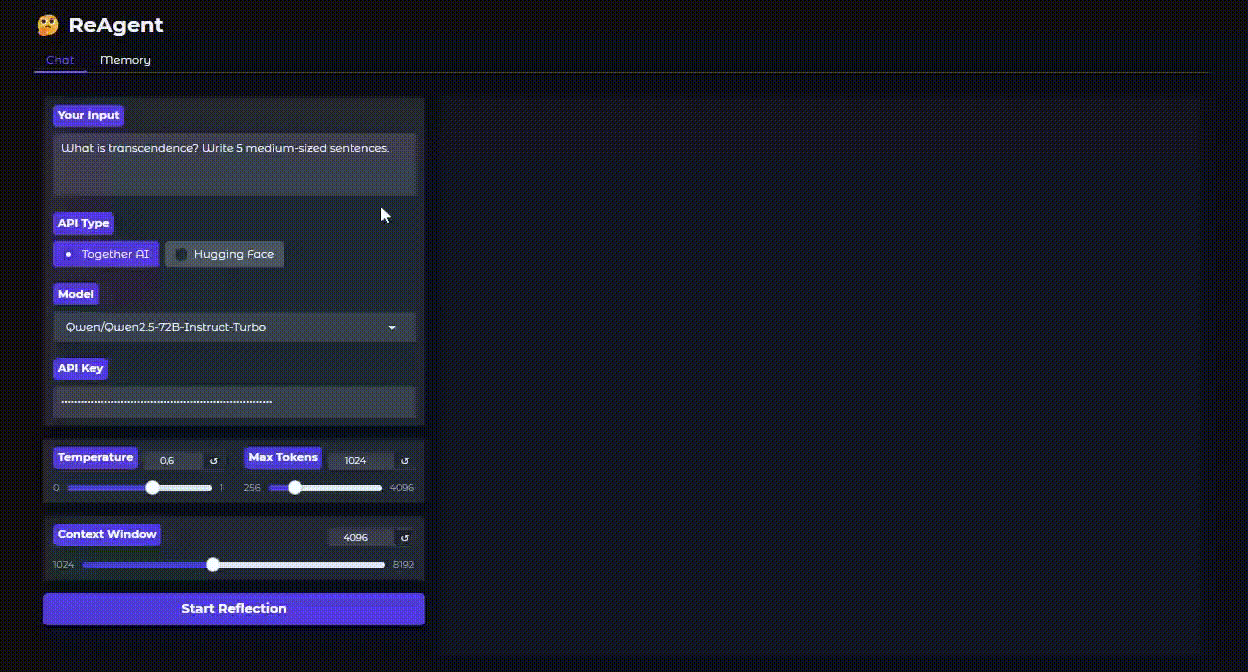 ReAgent
Chat Memory
Your Input
What is transcendence? Write 5 medium-sized sentences.
API Type
Together AI Hugging Face
Model
Qwen/Qwen2.5-72B-Instruct-Turbo
API Key
Temperature 0,6 ↺ Max Tokens 1024 ↺
0 1 256 4096
Context Window 4096 ↺
1024 8192
Start Reflection